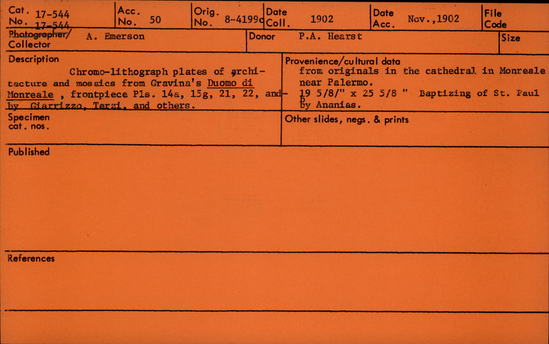 Cat. 17-544 Acc. Orig. Date 1902 Date Nov.,1902 File
No. 17-544 No. 50 No. 8-4199c Coll. Acc. Code
Photographer/ A. Emerson Donor P.A. Hearst Size
Collector
Description Provenience/cultural data
Chromo-lithograph plates of archi- from originals in the cathedral in Monreale
tecture and mosaics from Gravina's Duomo di near Palermo.
Monreale , frontpiece Pls. 14a, 15g, 21, 22, and- 19 5/8/" x 25 5/8 " Baptizing of St. Paul
by Giarrizzo, Terzi, and others. by Ananias.
Specimen Other slides, negs. & prints
cat. nos.
Published
References